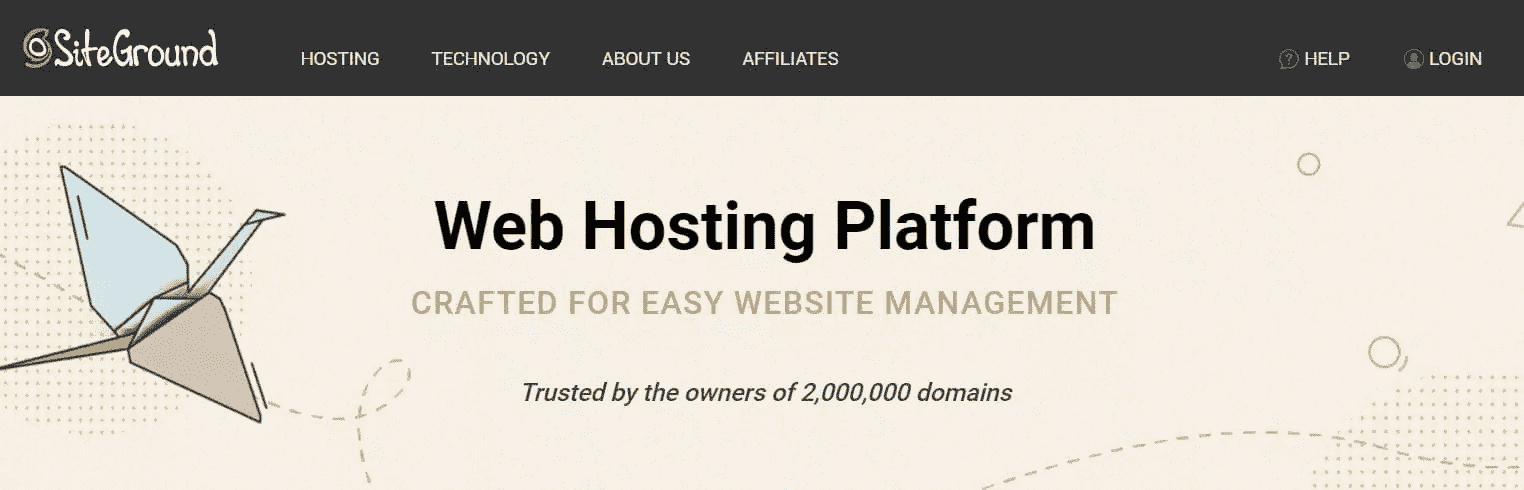 SiteGround HOSTING TECHNOLOGY ABOUT US AFFILIATES HELP LOGIN
Web Hosting Platform
CRAFTED FOR EASY WEBSITE MANAGEMENT
Trusted by the owners of 2,000,000 domains